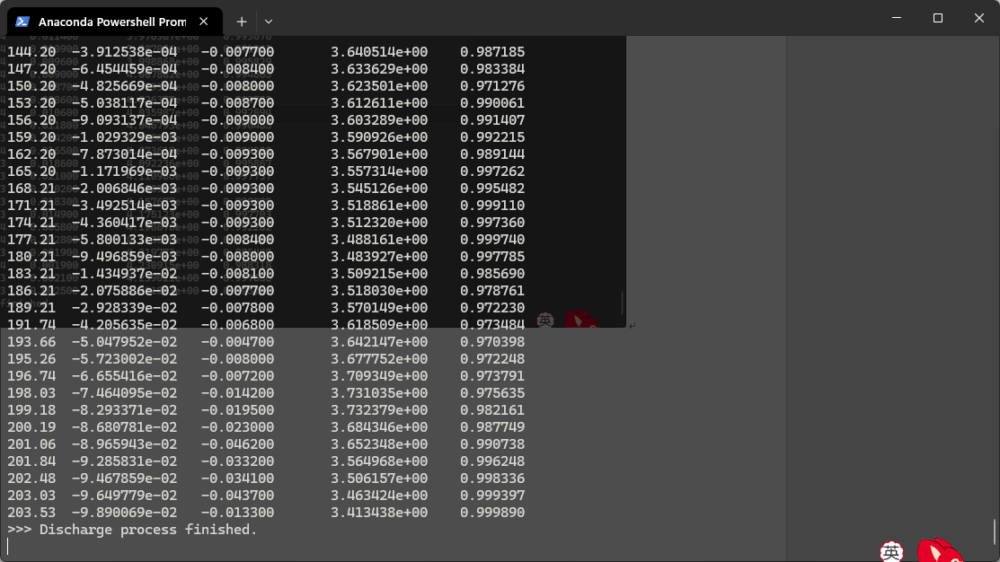 Anaconda Powershell Prom
144.20 -3.912538e-04 -0.007700 3.640514e+00 0.987185
147.20 -6.454459e-04 -0.008400 3.633629e+00 0.983384
150.20 -4.825669e-04 -0.008000 3.623501e+00 0.971276
153.20 -5.038117e-04 -0.008700 3.612611e+00 0.990061
156.20 -9.093137e-04 -0.009000 3.603289e+00 0.991407
159.20 -1.029329e-03 -0.009000 3.590926e+00 0.992215
162.20 -7.873014e-04 -0.009300 3.567901e+00 0.989144
165.20 -1.171969e-03 -0.009300 3.557314e+00 0.997262
168.21 -2.006846e-03 -0.009300 3.545126e+00 0.995482
171.21 -3.492514e-03 -0.009300 3.518861e+00 0.999110
174.21 -4.360417e-03 -0.009300 3.512320e+00 0.997360
177.21 -5.800133e-03 -0.008400 3.488161e+00 0.999740
180.21 -9.496859e-03 -0.008000 3.483927e+00 0.997785
183.21 -1.434937e-02 -0.008100 3.509215e+00 0.985690
186.21 -2.075886e-02 -0.007700 3.518030e+00 0.978761
189.21 -2.928339e-02 -0.007800 3.570149e+00 0.972230
191.74 -4.205635e-02 -0.006800 3.618509e+00 0.973484
193.66 -5.047952e-02 -0.004700 3.642147e+00 0.970398
195.26 -5.723002e-02 -0.008000 3.677752e+00 0.972248
196.74 -6.655416e-02 -0.007200 3.709349e+00 0.973791
198.03 -7.464095e-02 -0.014200 3.731035e+00 0.975635
199.18 -8.293371e-02 -0.019500 3.732379e+00 0.982161
200.19 -8.680781e-02 -0.023000 3.684346e+00 0.987749
201.06 -8.965943e-02 -0.046200 3.652348e+00 0.990738
201.84 -9.285831e-02 -0.033200 3.564968e+00 0.996248
202.48 -9.467859e-02 -0.034100 3.506157e+00 0.998336
203.03 -9.649779e-02 -0.043700 3.463424e+00 0.999397
203.53 -9.890069e-02 -0.013300 3.413438e+00 0.999890
>>> Discharge process finished.
英
英